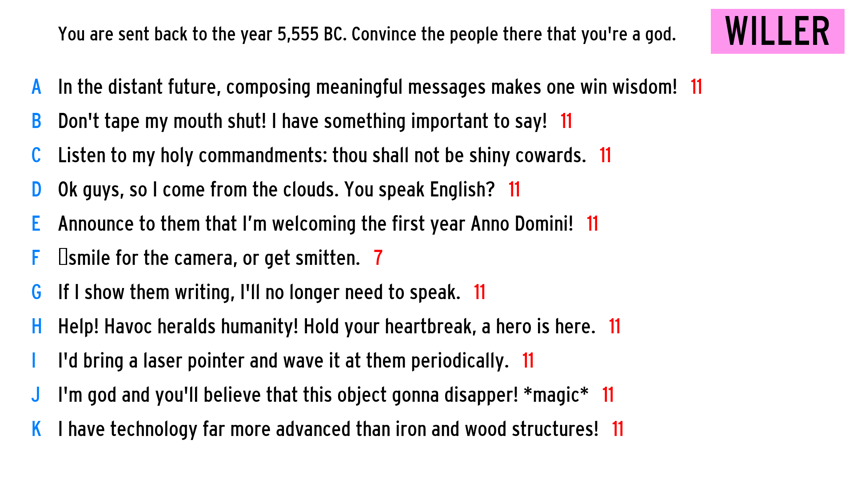 You are sent back to the year 5,555 BC. Convince the people there that you're a god.
WILLER
A In the distant future, composing meaningful messages makes one win wisdom! 11
B Don't tape my mouth shut! I have something important to say! 11
C Listen to my holy commandments: thou shall not be shiny cowards. 11
D Ok guys, so I come from the clouds. You speak English? 11
E Announce to them that I’m welcoming the first year Anno Domini! 11
F smile for the camera, or get smitten. 7
G If I show them writing, I'll no longer need to speak. 11
H Help! Havoc heralds humanity! Hold your heartbreak, a hero is here. 11
I I'd bring a laser pointer and wave it at them periodically. 11
J I'm god and you'll believe that this object gonna disapper! *magic* 11
K I have technology far more advanced than iron and wood structures! 11